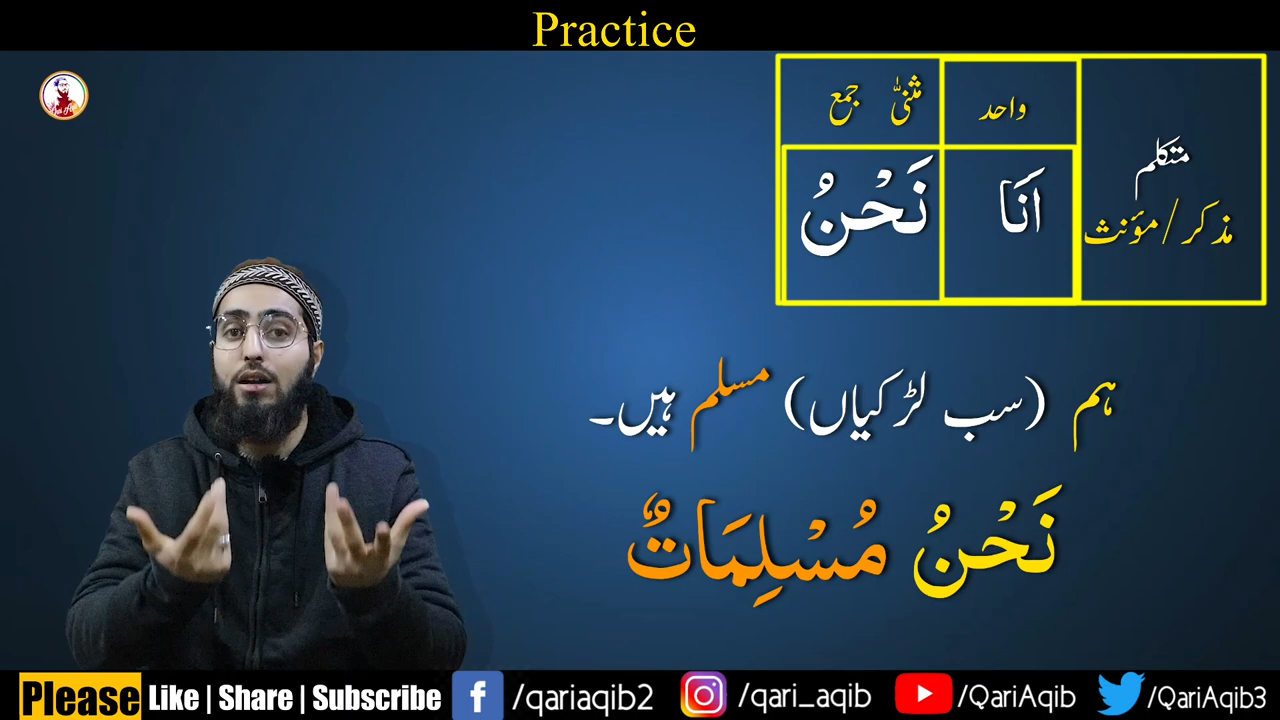 Practice
واحد مثنیّٰ جمع
متکلم
مذکر/مؤنث
اَنَا نَحْنُ
ہم (سب لڑکیاں) مسلم ہیں۔
نَحْنُ مُسْلِمَاتٌ
Please Like | Share | Subscribe /qariaqib2 /qari_aqib /QariAqib /QariAqib3